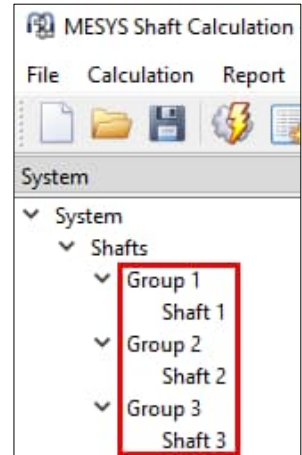 MESYS Shaft Calculation
File Calculation Report
System
System
Shafts
Group 1
Shaft 1
Group 2
Shaft 2
Group 3
Shaft 3